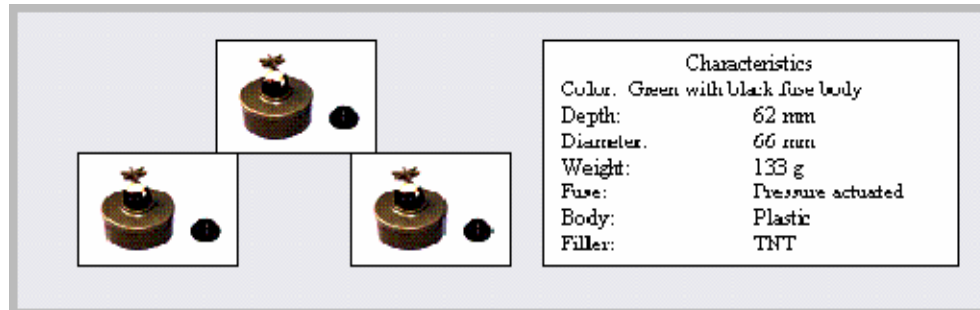 Characteristics
Color: Green with black fuse body
Depth: 62 mm
Diameter: 66 mm
Weight: 133 g
Fuse: Pressure actuated
Body: Plastic
Filler: TNT